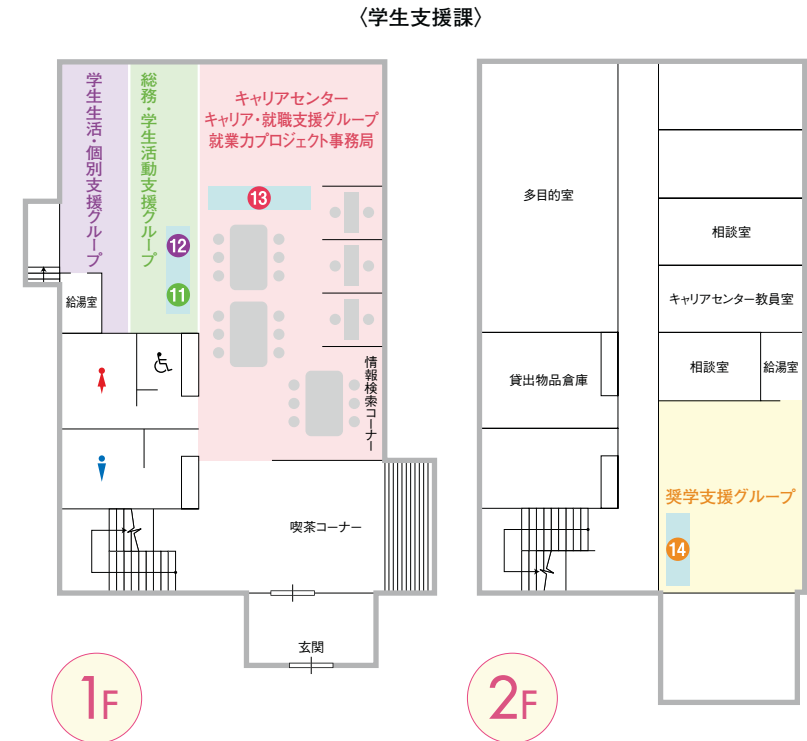 〈学生支援課〉
学生生活・個別支援グループ
総務・学生活動支援グループ
キャリアセンター
キャリア・就職支援グループ
就業力プロジェクト事務局
13
12
11
給湯室
情報検索コーナー
喫茶コーナー
玄関
1F
多目的室
相談室
キャリアセンター教員室
貸出物品倉庫
相談室
給湯室
奨学支援グループ
14
2F